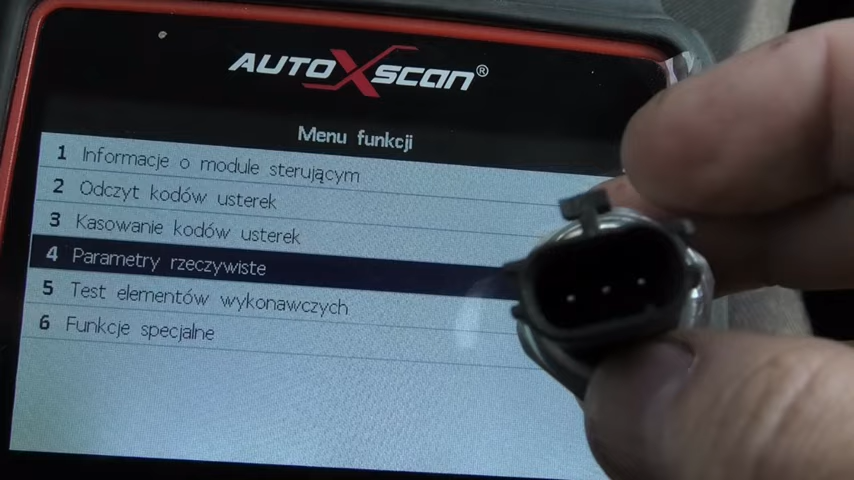 AUTOXSCAN®
Menu funkcji
1 Informacje o module sterującym
2 Odczyt kodów usterek
3 Kasowanie kodów usterek
4 Parametry rzeczywiste
5 Test elementów wykonawczych
6 Funkcje specjalne